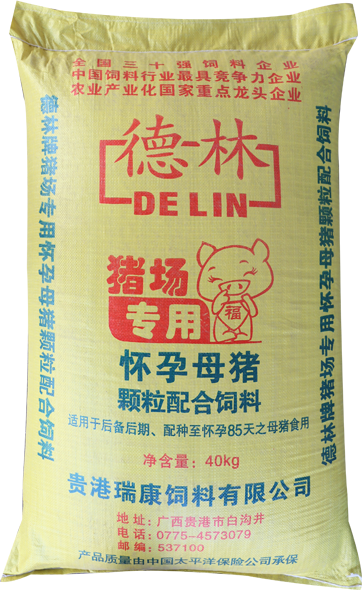 全国三十强饲料企业
中国饲料行业最具竞争力企业
农业产业化国家重点龙头企业
德林
DE LIN
猪场
专用
福
怀孕母猪
颗粒配合饲料
适用于后备后期、配种至怀孕85天之母猪食用
净含量：40kg
贵港瑞康饲料有限公司
地址：广西贵港市白沟井
电话：0775-4573079
邮编：537100
产品质量由中国太平洋保险公司承保
德林牌猪场专用怀孕母猪颗粒配合饲料
德林牌猪场专用怀孕母猪颗粒配合饲料